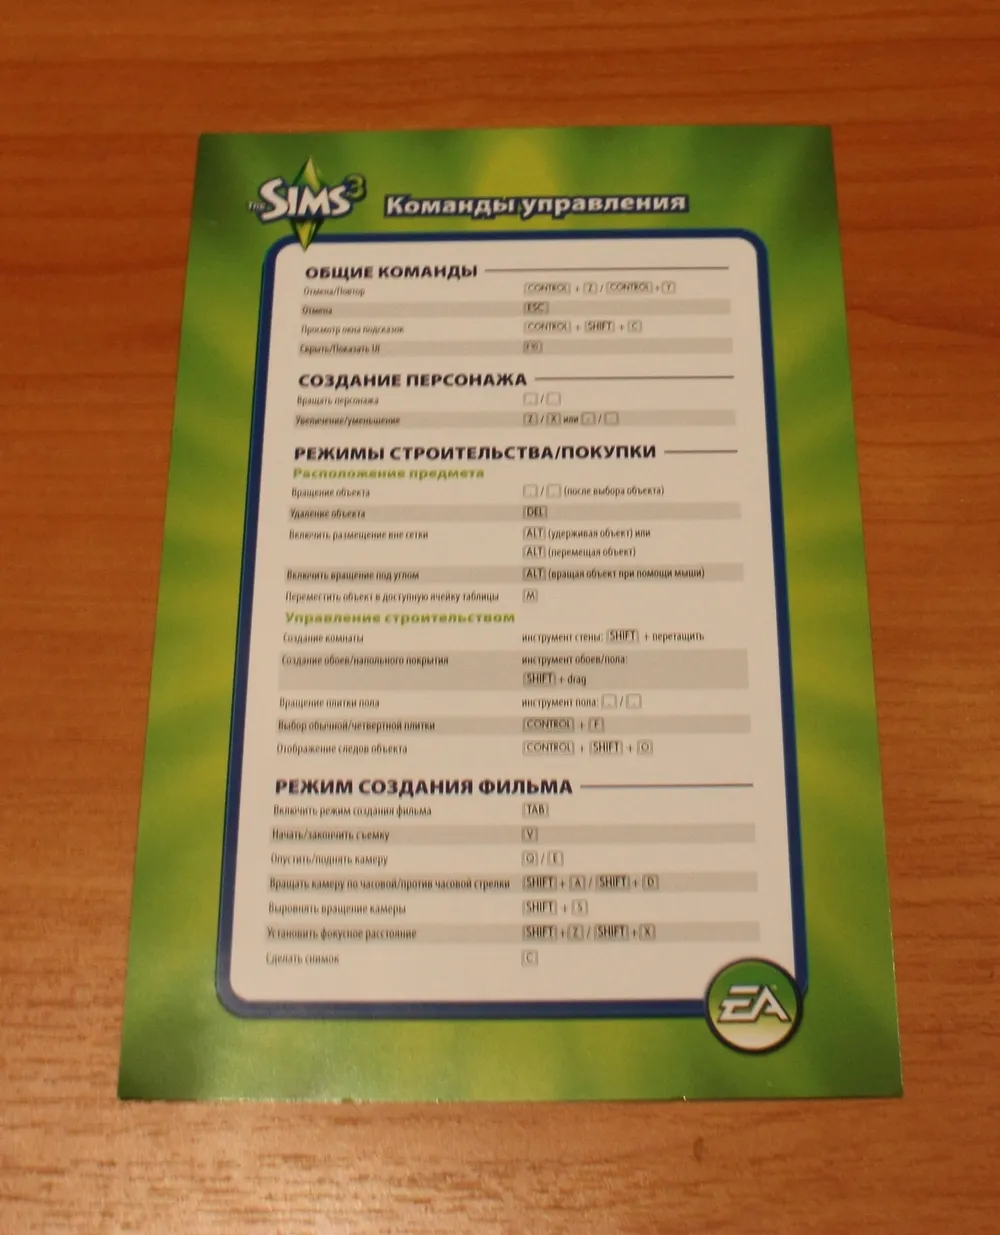 The SIMS 3
Команды управления
ОБЩИЕ КОМАНДЫ
Отмена/Повтор CONTROL + Z / CONTROL + Y
Отмена ESC
Просмотр окна подсказок CONTROL + SHIFT + C
Скрыть/Показать UI F10
СОЗДАНИЕ ПЕРСОНАЖА
Вращать персонажа , / .
Увеличение/уменьшение Z / X или /
РЕЖИМЫ СТРОИТЕЛЬСТВА/ПОКУПКИ
Расположение предмета
Вращение объекта , / . (после выбора объекта)
Удаление объекта DEL
Включить размещение вне сетки ALT (удерживая объект) или
ALT (перемещая объект)
Включить вращение под углом ALT (вращая объект при помощи мыши)
Переместить объект в доступную ячейку таблицы M
Управление строительством
Создание комнаты инструмент стены: SHIFT + перетащить
Создание обоев/напольного покрытия инструмент обоев/пола:
SHIFT + drag
Вращение плитки пола инструмент пола: , / .
Выбор обычной/четвертной плитки CONTROL + F
Отображение следов объекта CONTROL + SHIFT + O
РЕЖИМ СОЗДАНИЯ ФИЛЬМА
Включить режим создания фильма TAB
Начать/закончить съемку V
Опустить/поднять камеру Q / E
Вращать камеру по часовой/против часовой стрелки SHIFT + A / SHIFT + D
Выровнять вращение камеры SHIFT + S
Установить фокусное расстояние SHIFT + Z / SHIFT + X
Сделать снимок C
EA